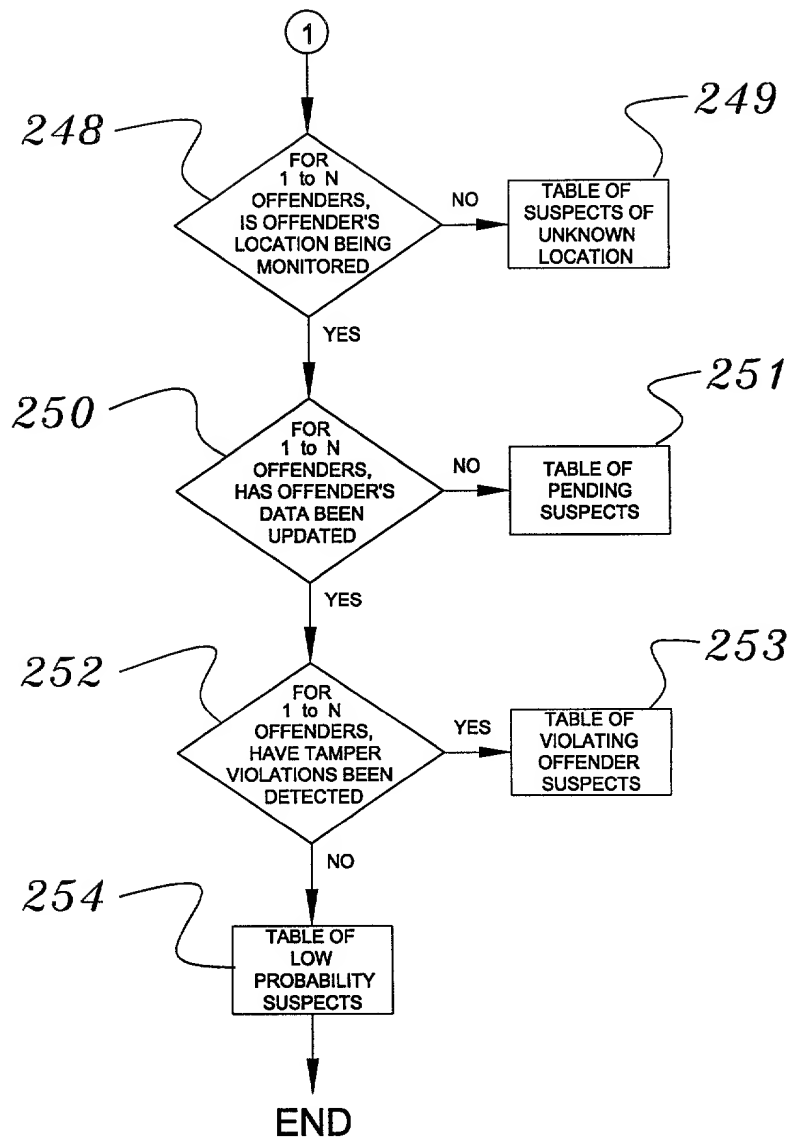 1
248
FOR
1 to N
OFFENDERS,
IS OFFENDER'S
LOCATION BEING
MONITORED
NO
249
TABLE OF
SUSPECTS OF
UNKNOWN
LOCATION
YES
250
FOR
1 to N
OFFENDERS,
HAS OFFENDER'S
DATA BEEN
UPDATED
NO
251
TABLE OF
PENDING
SUSPECTS
YES
252
FOR
1 to N
OFFENDERS,
HAVE TAMPER
VIOLATIONS BEEN
DETECTED
YES
253
TABLE OF
VIOLATING
OFFENDER
SUSPECTS
NO
254
TABLE OF
LOW
PROBABILITY
SUSPECTS
END